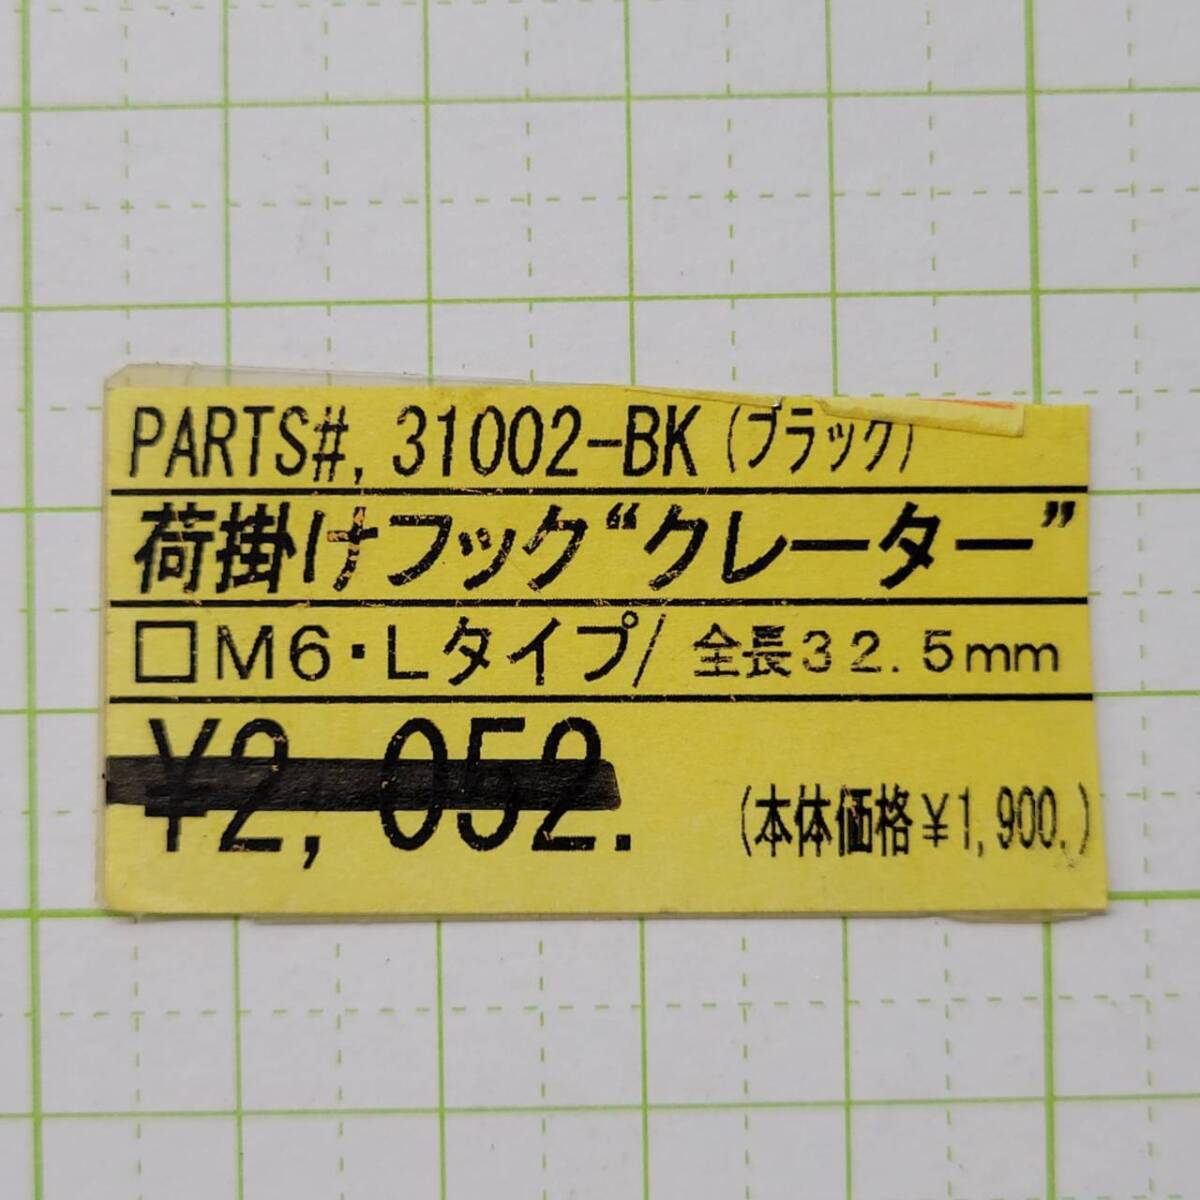 PARTS#, 31002-BK (ブラック)
荷掛けフック“クレーター”
□M6・Lタイプ/ 全長32.5mm
¥2,052.
(本体価格¥1,900.)